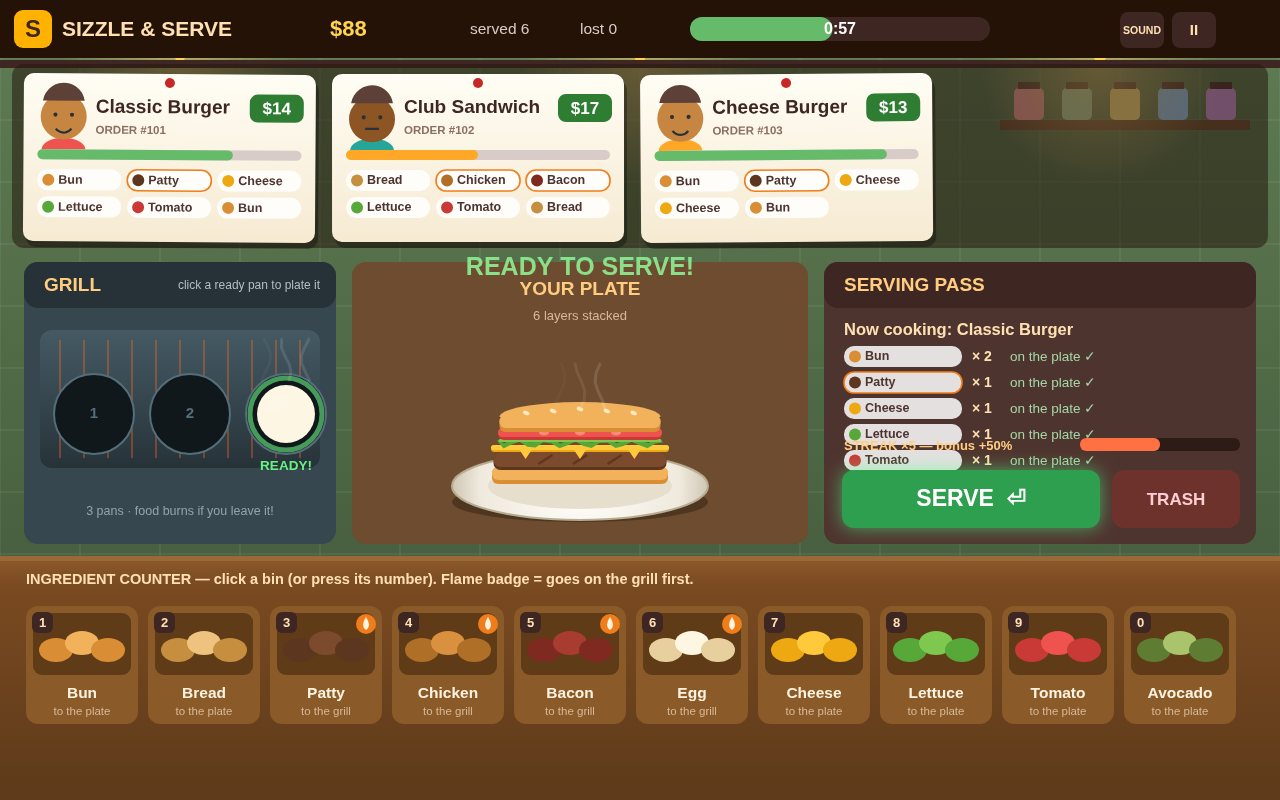 S SIZZLE & SERVE $88 served 6 lost 0 0:57 SOUND II
Classic Burger $14
ORDER #101
Bun Patty Cheese
Lettuce Tomato Bun
Club Sandwich $17
ORDER #102
Bread Chicken Bacon
Lettuce Tomato Bread
Cheese Burger $13
ORDER #103
Bun Patty Cheese
Cheese Bun
GRILL click a ready pan to plate it
1 2
READY!
3 pans · food burns if you leave it!
READY TO SERVE!
YOUR PLATE
6 layers stacked
SERVING PASS
Now cooking: Classic Burger
Bun × 2 on the plate ✓
Patty × 1 on the plate ✓
Cheese × 1 on the plate ✓
Lettuce × 1 on the plate ✓
STREAK ×5 — bonus +50%
Tomato × 1 on the plate ✓
SERVE ⏎ TRASH
INGREDIENT COUNTER — click a bin (or press its number). Flame badge = goes on the grill first.
1 2 3 4 5 6 7 8 9 0
Bun Bread Patty Chicken Bacon Egg Cheese Lettuce Tomato Avocado
to the plate to the plate to the grill to the grill to the grill to the grill to the plate to the plate to the plate to the plate